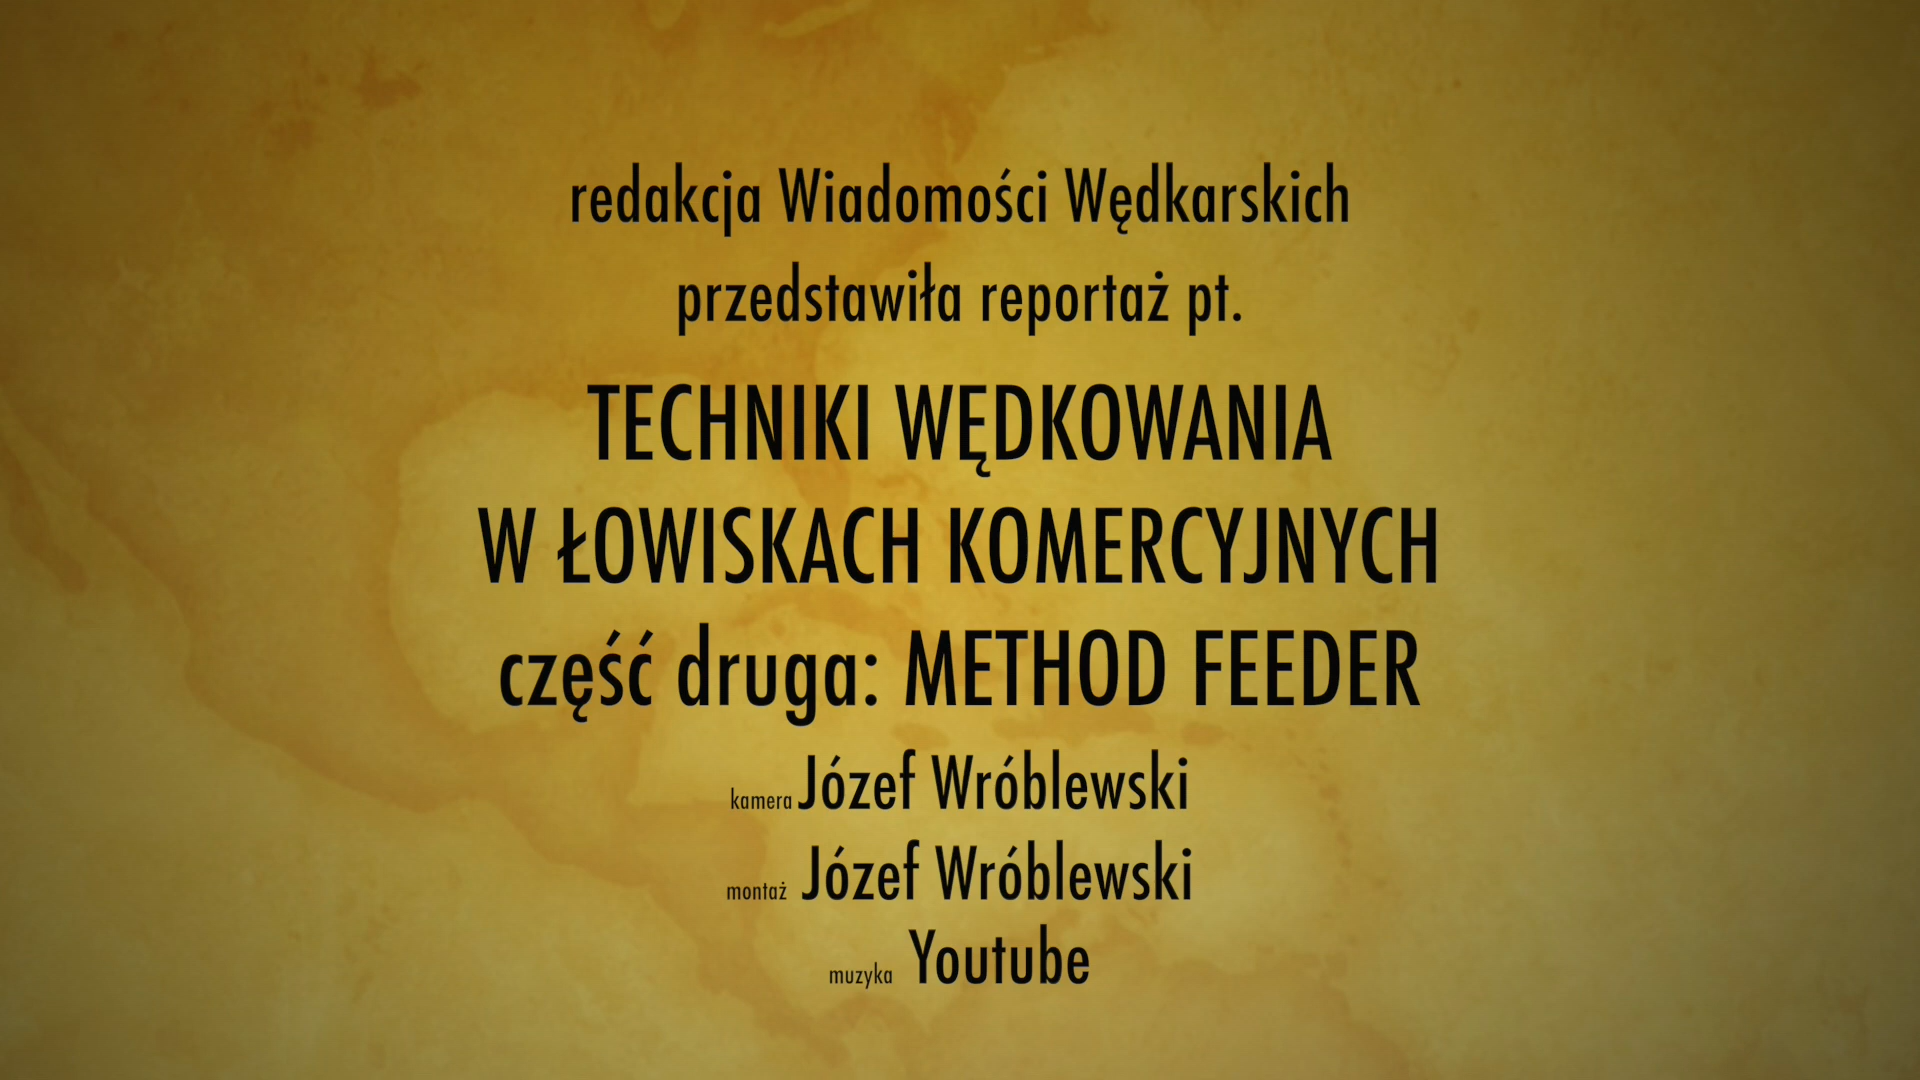 redakcja Wiadomości Wędkarskich
przedstawiła reportaż pt.
TECHNIKI WĘDKOWANIA
W ŁOWISKACH KOMERCYJNYCH
część druga: METHOD FEEDER
kamera Józef Wróblewski
montaż Józef Wróblewski
muzyka Youtube